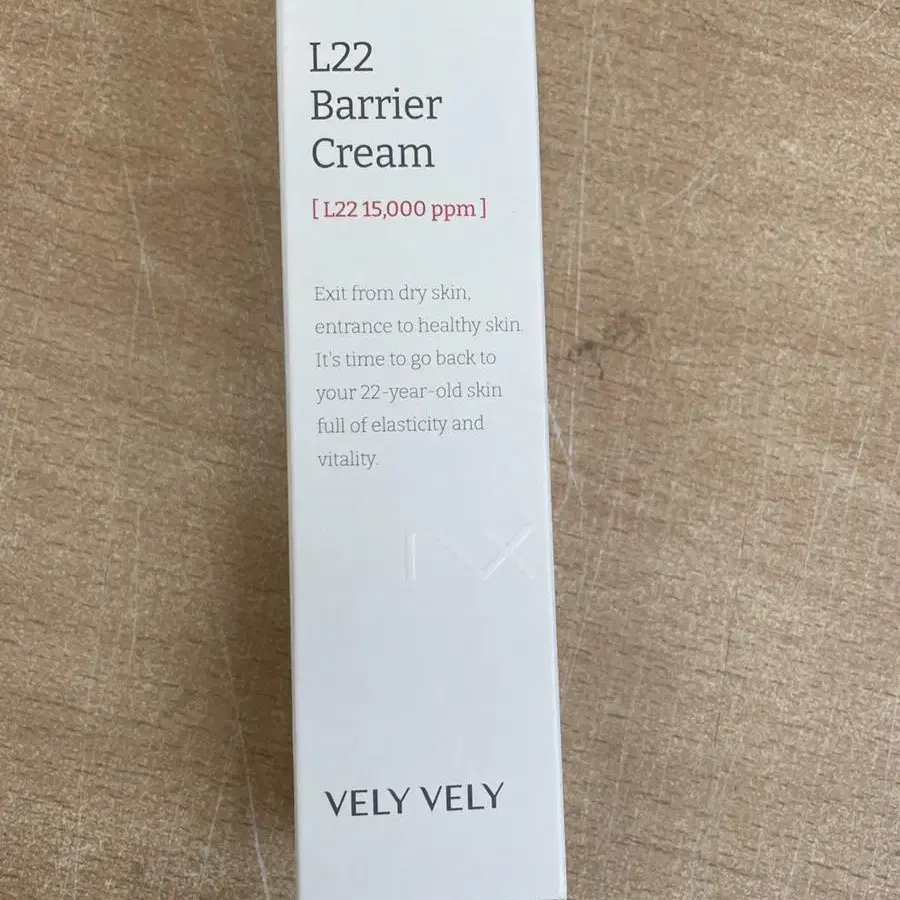 L22
Barrier
Cream
[ L22 15,000 ppm ]
Exit from dry skin,
entrance to healthy skin.
It's time to go back to
your 22-year-old skin
full of elasticity and
vitality.
VELY VELY